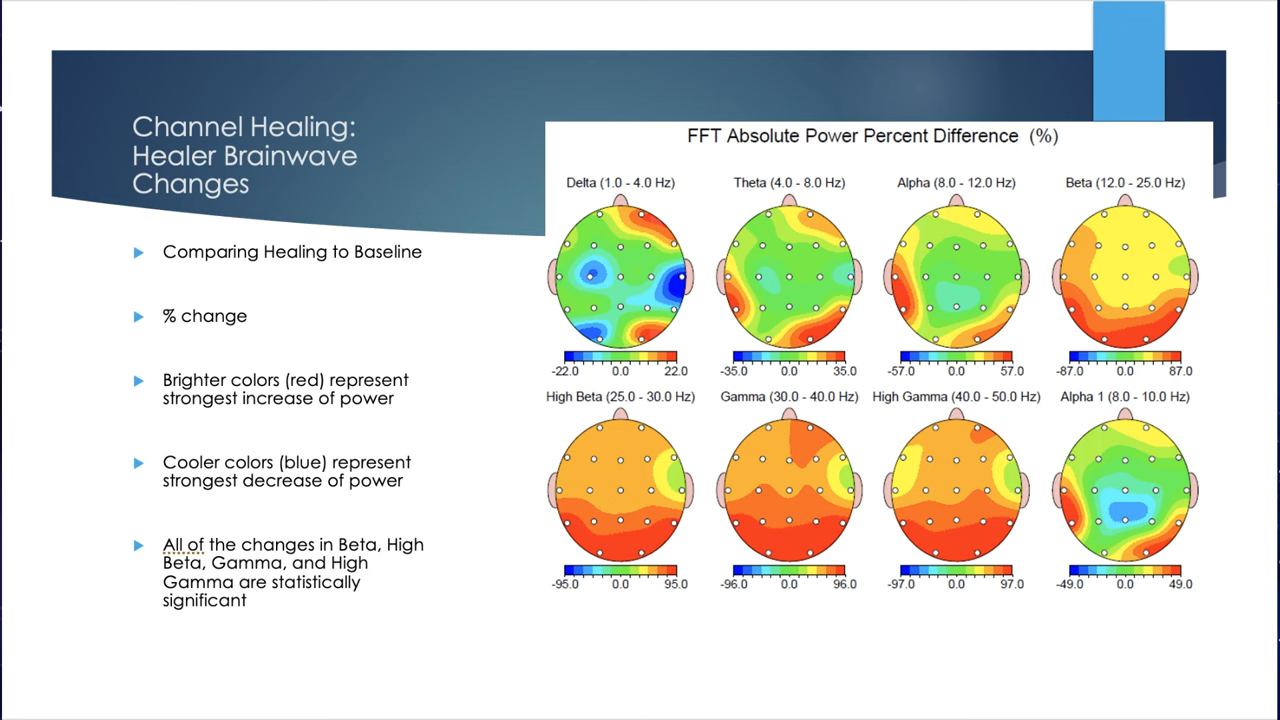 Channel Healing:
Healer Brainwave
Changes
Comparing Healing to Baseline
% change
Brighter colors (red) represent
strongest increase of power
Cooler colors (blue) represent
strongest decrease of power
All of the changes in Beta, High
Beta, Gamma, and High
Gamma are statistically
significant
FFT Absolute Power Percent Difference (%)
Delta (1.0 - 4.0 Hz) Theta (4.0 - 8.0 Hz) Alpha (8.0 - 12.0 Hz) Beta (12.0 - 25.0 Hz)
-22.0 0.0 22.0 -35.0 0.0 35.0 -57.0 0.0 57.0 -87.0 0.0 87.0
High Beta (25.0 - 30.0 Hz) Gamma (30.0 - 40.0 Hz) High Gamma (40.0 - 50.0 Hz) Alpha 1 (8.0 - 10.0 Hz)
-95.0 0.0 95.0 -96.0 0.0 96.0 -97.0 0.0 97.0 -49.0 0.0 49.0